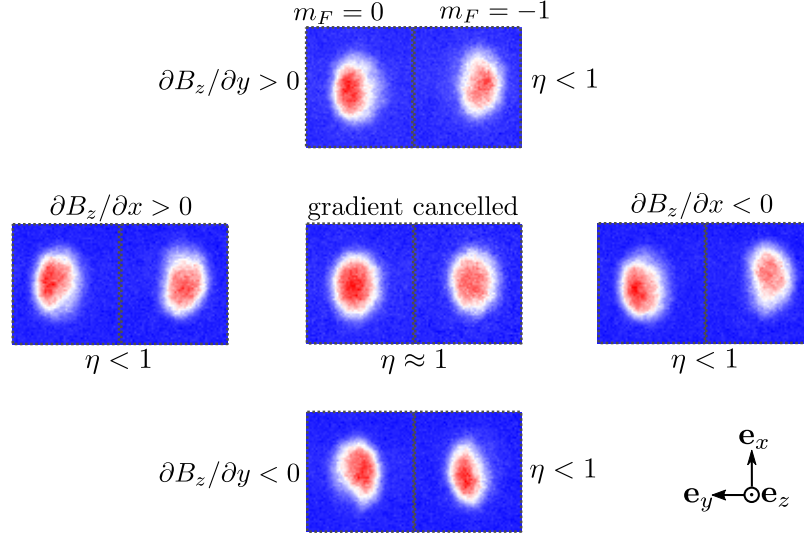 m_F = 0 m_F = −1
∂B_z/∂y > 0 η < 1
∂B_z/∂x > 0 gradient cancelled ∂B_z/∂x < 0
η < 1 η ≈ 1 η < 1
∂B_z/∂y < 0 η < 1
e_x
e_y e_z